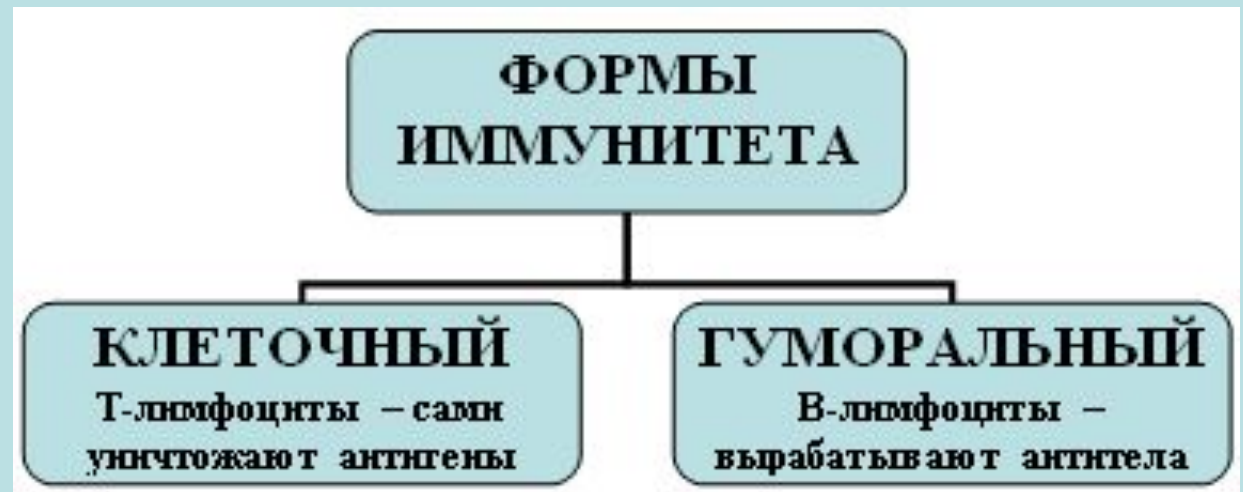 ФОРМЫ
ИММУНИТЕТА
КЛЕТОЧНЫЙ
Т-лимфоциты – сами
уничтожают антигены
ГУМОРАЛЬНЫЙ
В-лимфоциты –
вырабатывают антитела